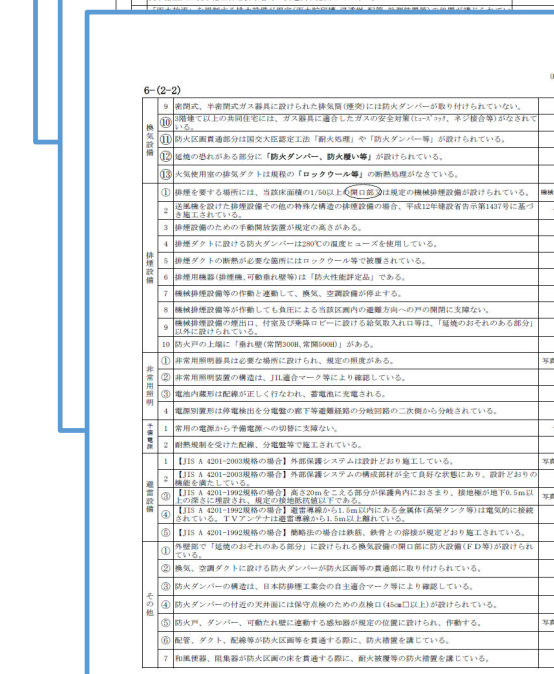 6-(2-2)
換気設備
9 密閉式、半密閉式ガス器具に設けられた排気筒(煙突)には防火ダンパーが取り付けられていない。
⑩ 3階建て以上の共同住宅には、ガス器具に適合したガスの安全対策(ヒューズコック、ネジ接合等)がなされて
いる。
⑪ 防火区画貫通部分は国交大臣認定工法「耐火処理」や「防火ダンパー等」が設けられている。
⑫ 延焼の恐れがある部分に「防火ダンパー、防火覆い等」が設けられている。
⑬ 火気使用室の排気ダクトは規程の「ロックウール等」の断熱処理がなさている。
排煙設備
① 排煙を要する場所には、当該床面積の1/50以上の開口部又は規定の機械排煙設備が設けられている。
2 送風機を設けた排煙設備その他の特殊な構造の排煙設備の場合、平成12年建設省告示第1437号に基づ
き施工されている。
3 排煙設備のための手動開放装置が規定の高さがある。
4 排煙ダクトに設ける防火ダンパーは280℃の温度ヒューズを使用している。
5 排煙ダクトの断熱が必要な箇所にはロックウール等で被覆されている。
6 排煙用機器(排煙機、可動垂れ壁等)は「防火性能評定品」である。
7 機械排煙設備等の作動と連動して、換気、空調設備が停止する。
8 機械排煙設備等が作動しても負圧による当該区画内の避難方向への戸の開閉に支障ない。
9 機械排煙設備の煙出口、付室及び乗降ロビーに設ける給気取入れ口等は、「延焼のおそれのある部分」
以外に設けられている。
10 防火戸の上端に「垂れ壁(常閉300H、常開500H)」がある。
非常用照明
① 非常用照明器具は必要な場所に設けられ、規定の照度がある。
② 非常用照明装置の構造は、JIL適合マーク等により確認している。
③ 電池内蔵形は配線が正しく行なわれ、蓄電池に充電される。
4 電源別置形は停電検出を分電盤の廊下等避難経路の分岐回路の二次側から分岐されている。
予備電源
1 常用の電源から予備電源への切替に支障ない。
2 耐熱規制を受けた配線、分電盤等で施工されている。
避雷設備
1 【JIS A 4201-2003規格の場合】外部保護システムは設計どおり施工している。
2 【JIS A 4201-2003規格の場合】外部保護システムの構成部材が全て良好な状態にあり、設計どおりの
機能を満たしている。
③ 【JIS A 4201-1992規格の場合】高さ20mをこえる部分が保護角内におさまり、接地極が地下0.5m以
上の深さに埋設され、規定の接地抵抗値以下である。
④ 【JIS A 4201-1992規格の場合】避雷導線から1.5m以内にある金属体(高架タンク等)は電気的に接続
されている。TVアンテナは避雷導線から1.5m以上離れている。
⑤ 【JIS A 4201-1992規格の場合】簡略法の場合は鉄筋、鉄骨との溶接が規定どおり施工している。
その他
① 外壁部で「延焼のおそれのある部分」に設けられる換気設備の開口部に防火設備(FD等)が設けられ
ている。
② 換気、空調ダクトに設ける防火ダンパーが防火区画等の貫通部に取り付けられている。
③ 防火ダンパーの構造は、日本防排煙工業会の自主適合マーク等により確認している。
④ 防火ダンパーの付近の天井面には保守点検のための点検口(45cm口以上)が設けられている。
⑤ 防火戸、ダンパー、可動たれ壁に連動する感知器が規定の位置に設けられ、作動する。
⑥ 配管、ダクト、配線等が防火区画等を貫通する際に、防火措置を講じている。
7 和風便器、阻集器が防火区画の床を貫通する際に、耐火被覆等の防火措置を講じている。